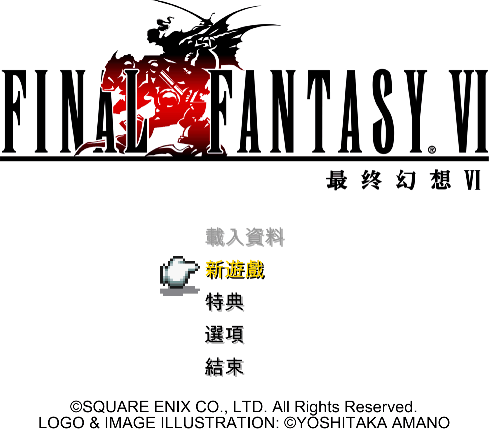 FINAL FANTASY® VI
最终幻想 VI
載入資料
新遊戲
特典
選項
結束
©SQUARE ENIX CO., LTD. All Rights Reserved.
LOGO & IMAGE ILLUSTRATION: ©YOSHITAKA AMANO